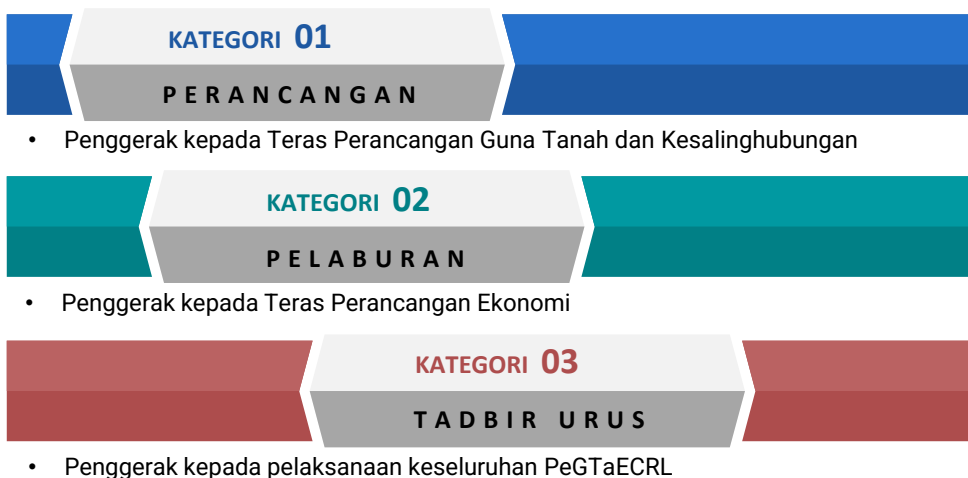 KATEGORI 01
PERANCANGAN
• Penggerak kepada Teras Perancangan Guna Tanah dan Kesalinghubungan
KATEGORI 02
PELABURAN
• Penggerak kepada Teras Perancangan Ekonomi
KATEGORI 03
TADBIR URUS
• Penggerak kepada pelaksanaan keseluruhan PeGTaECRL